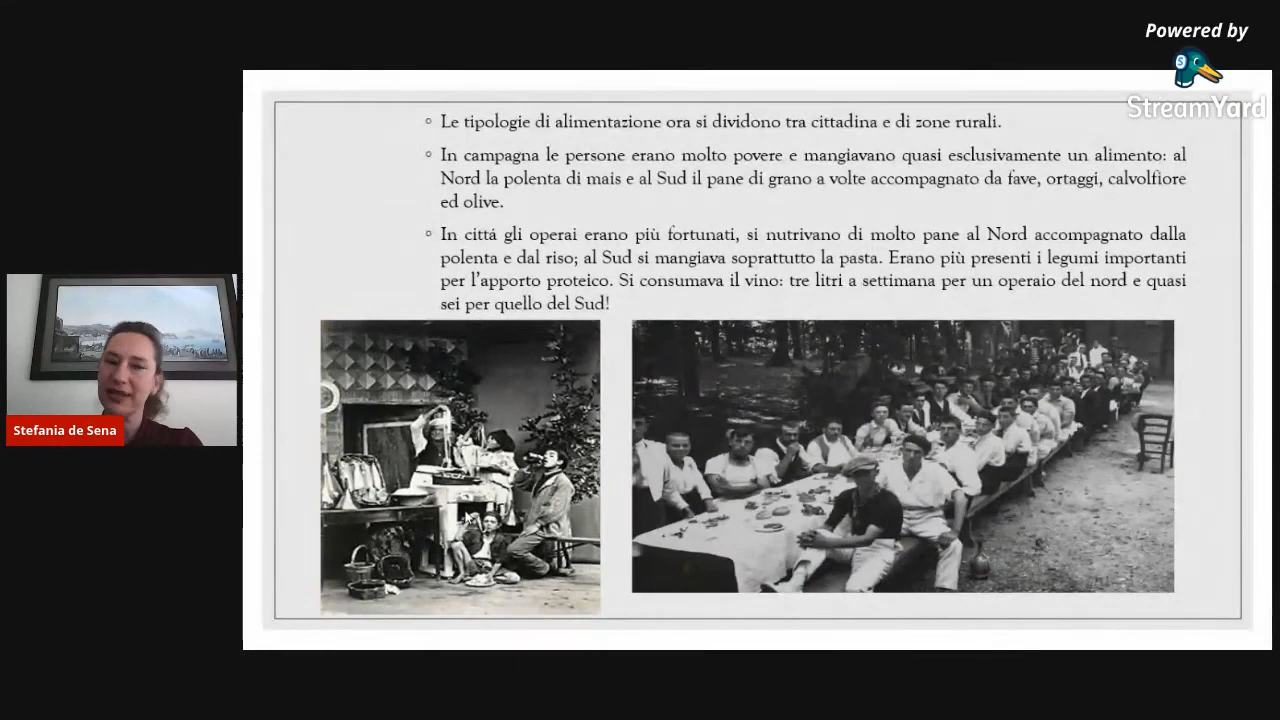 Powered by
StreamYard
Le tipologie di alimentazione ora si dividono tra cittadina e di zone rurali.
In campagna le persone erano molto povere e mangiavano quasi esclusivamente un alimento: al
Nord la polenta di mais e al Sud il pane di grano a volte accompagnato da fave, ortaggi, calvolfiore
ed olive.
In cittá gli operai erano più fortunati, si nutrivano di molto pane al Nord accompagnato dalla
polenta e dal riso; al Sud si mangiava soprattutto la pasta. Erano più presenti i legumi importanti
per l'apporto proteico. Si consumava il vino: tre litri a settimana per un operaio del nord e quasi
sei per quello del Sud!
Stefania de Sena